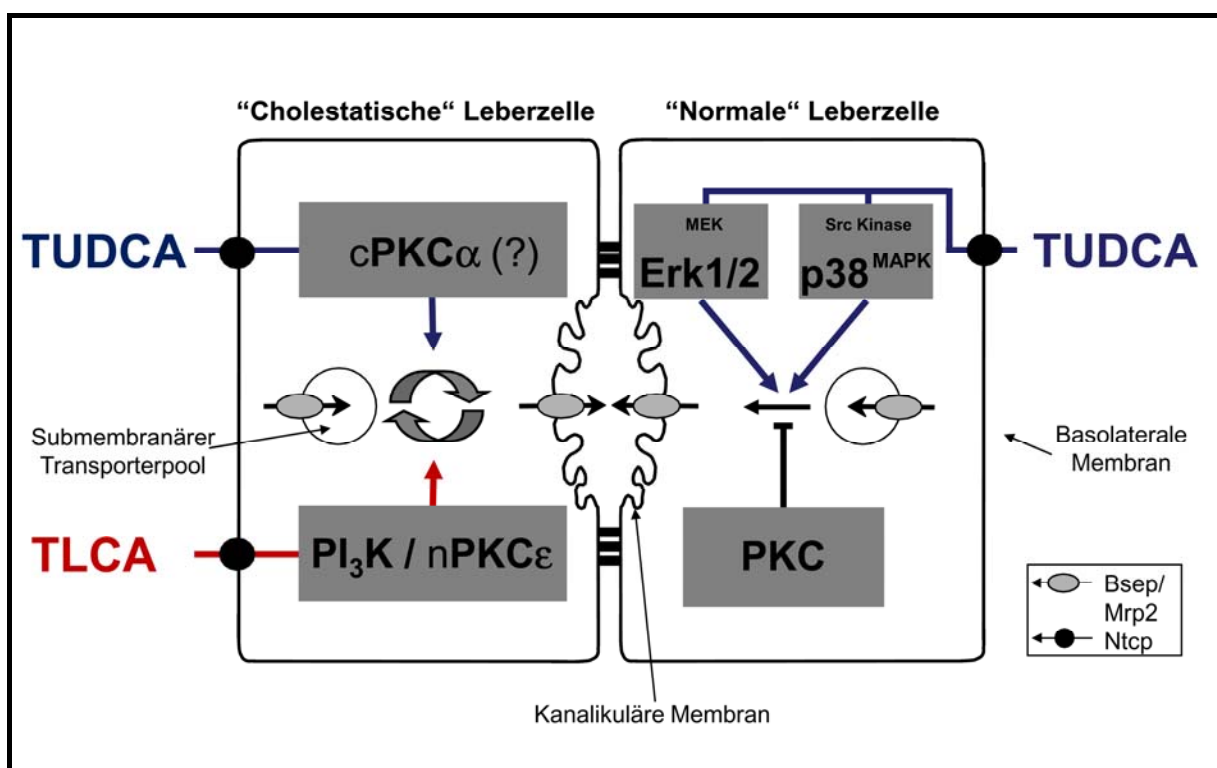 “Cholestatische“ Leberzelle
“Normale“ Leberzelle
TUDCA
cPKCα (?)
MEK
Erk1/2
Src Kinase
p38MAPK
TUDCA
Submembranärer
Transporterpool
Basolaterale
Membran
TLCA
PI3K / nPKCε
PKC
Bsep/
Mrp2
Ntcp
Kanalikuläre Membran